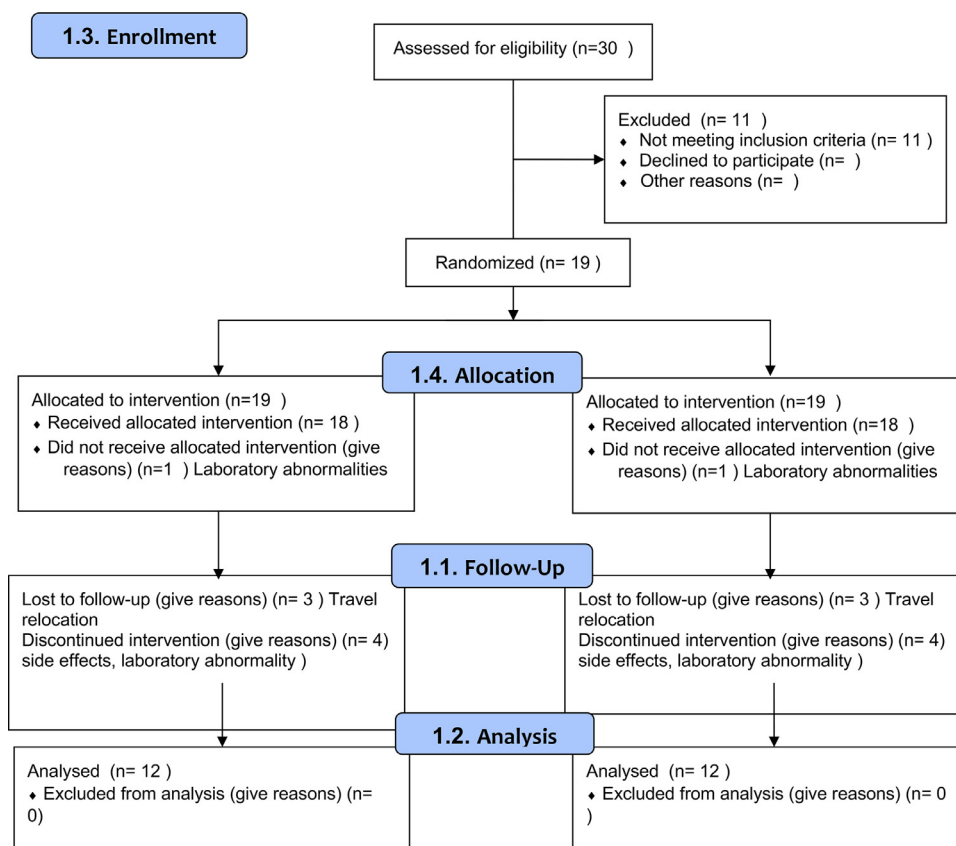 1.3. Enrollment
Assessed for eligibility (n=30 )
Excluded (n= 11 )
♦ Not meeting inclusion criteria (n= 11 )
♦ Declined to participate (n= )
♦ Other reasons (n= )
Randomized (n= 19 )
1.4. Allocation
Allocated to intervention (n=19 )
♦ Received allocated intervention (n= 18 )
♦ Did not receive allocated intervention (give
reasons) (n=1 ) Laboratory abnormalities
Allocated to intervention (n=19 )
♦ Received allocated intervention (n=18 )
♦ Did not receive allocated intervention (give
reasons) (n=1 ) Laboratory abnormalities
1.1. Follow-Up
Lost to follow-up (give reasons) (n= 3 ) Travel
relocation
Discontinued intervention (give reasons) (n= 4)
side effects, laboratory abnormality )
Lost to follow-up (give reasons) (n= 3 ) Travel
relocation
Discontinued intervention (give reasons) (n= 4)
side effects, laboratory abnormality )
1.2. Analysis
Analysed (n= 12 )
♦ Excluded from analysis (give reasons) (n=
0)
Analysed (n= 12 )
♦ Excluded from analysis (give reasons) (n= 0
)